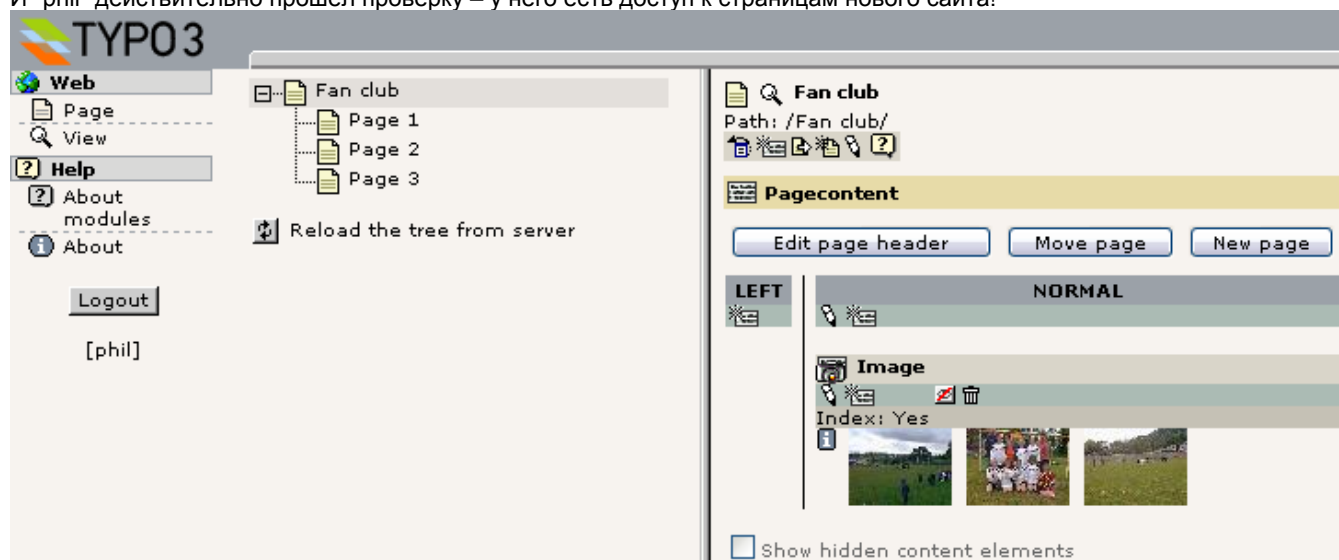 И "phil" действительно прошел проверку – у него есть доступ к страницам нового сайта!
TYPO3
Web
Page
View
Help
About
modules
About
Logout
[phil]
Fan club
Page 1
Page 2
Page 3
Reload the tree from server
Fan club
Path: /Fan club/
Pagecontent
Edit page header
Move page
New page
LEFT
NORMAL
Image
Index: Yes
Show hidden content elements